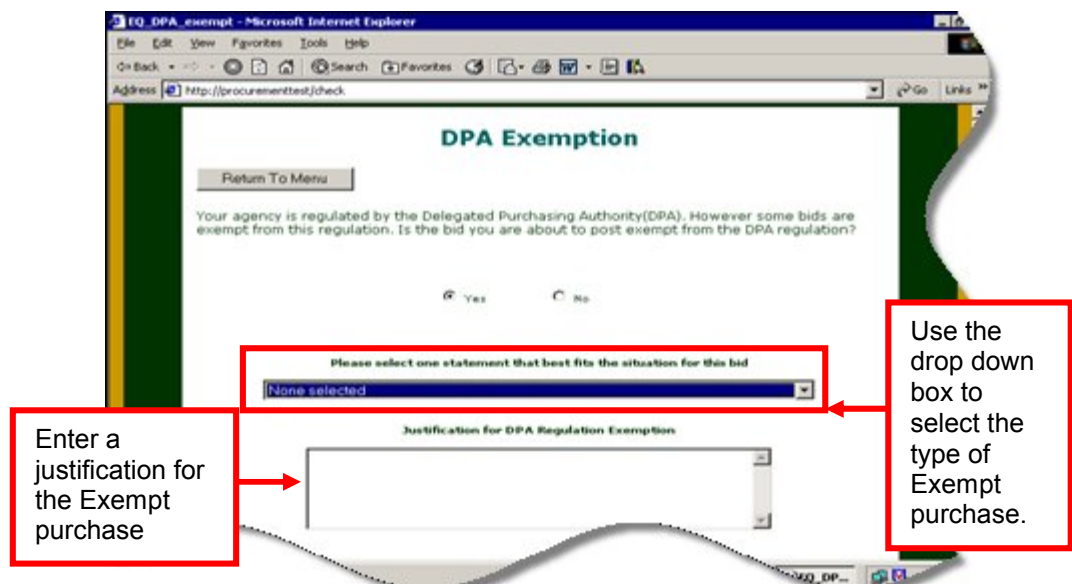 EQ_DPA_exempt - Microsoft Internet Explorer
File Edit View Favorites Tools Help
Back Search Favorites
Address http://procurementtest/check Go Links »
DPA Exemption
Return To Menu
Your agency is regulated by the Delegated Purchasing Authority(DPA). However some bids are
exempt from this regulation. Is the bid you are about to post exempt from the DPA regulation?
Yes No
Please select one statement that best fits the situation for this bid
None selected
Justification for DPA Regulation Exemption
Enter a
justification for
the Exempt
purchase
Use the
drop down
box to
select the
type of
Exempt
purchase.
EQ_DP...